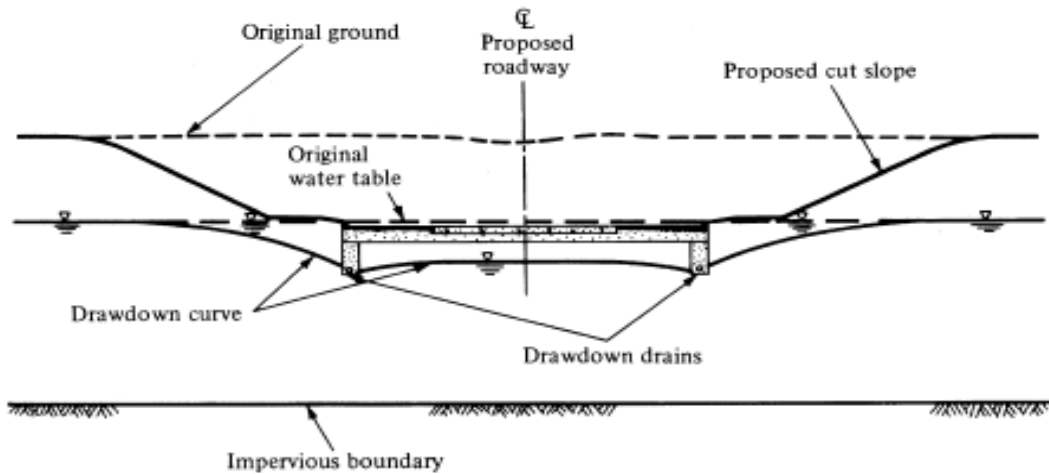 ℄
Original ground
Proposed
roadway
Proposed cut slope
Original
water table
Drawdown curve
Drawdown drains
Impervious boundary